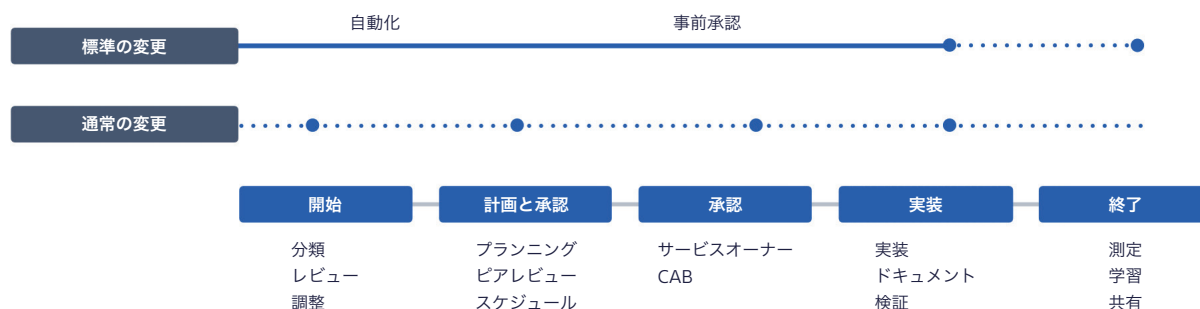 自動化
事前承認
標準の変更
通常の変更
開始
計画と承認
承認
実装
終了
分類
レビュー
調整
プランニング
ピアレビュー
スケジュール
サービスオーナー
CAB
実装
ドキュメント
検証
測定
学習
共有